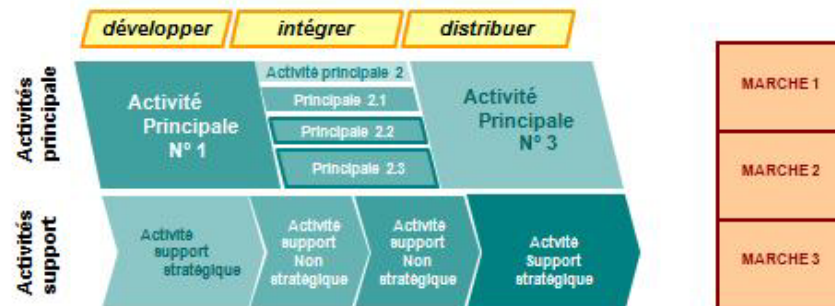 développer
intégrer
distribuer
Activités
principale
Activité
Principale
N° 1
Activité principale 2
Principale 2.1
Principale 2.2
Principale 2.3
Activité
Principale
N° 3
Activités
support
Activité
support
stratégique
Activité
support
Non
stratégique
Activité
support
Non
stratégique
Actvité
Support
stratégique
MARCHE 1
MARCHE 2
MARCHE 3